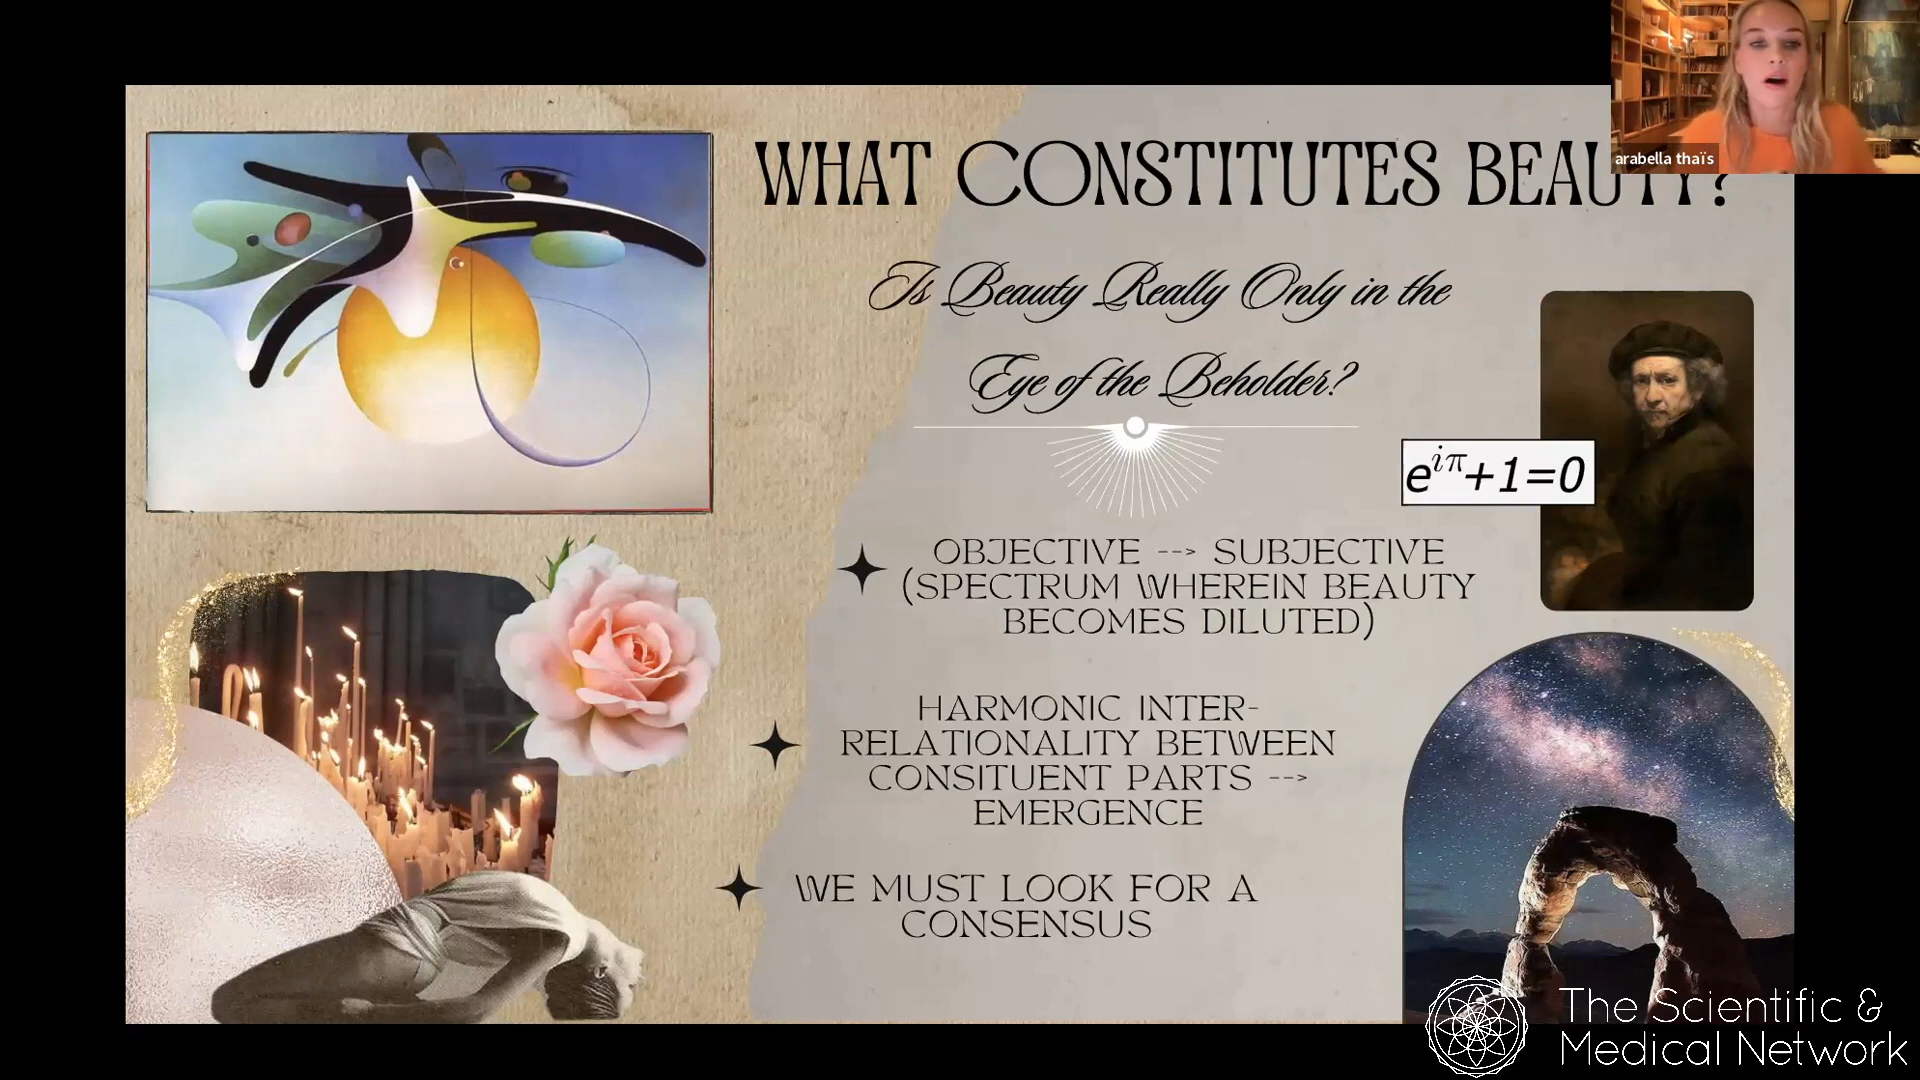 WHAT CONSTITUTES BEAUTY?
arabella thaïs
Is Beauty Really Only in the
Eye of the Beholder?
e^{iπ}+1=0
OBJECTIVE --> SUBJECTIVE
(SPECTRUM WHEREIN BEAUTY
BECOMES DILUTED)
HARMONIC INTER-
RELATIONALITY BETWEEN
CONSITUENT PARTS -->
EMERGENCE
WE MUST LOOK FOR A
CONSENSUS
The Scientific &
Medical Network